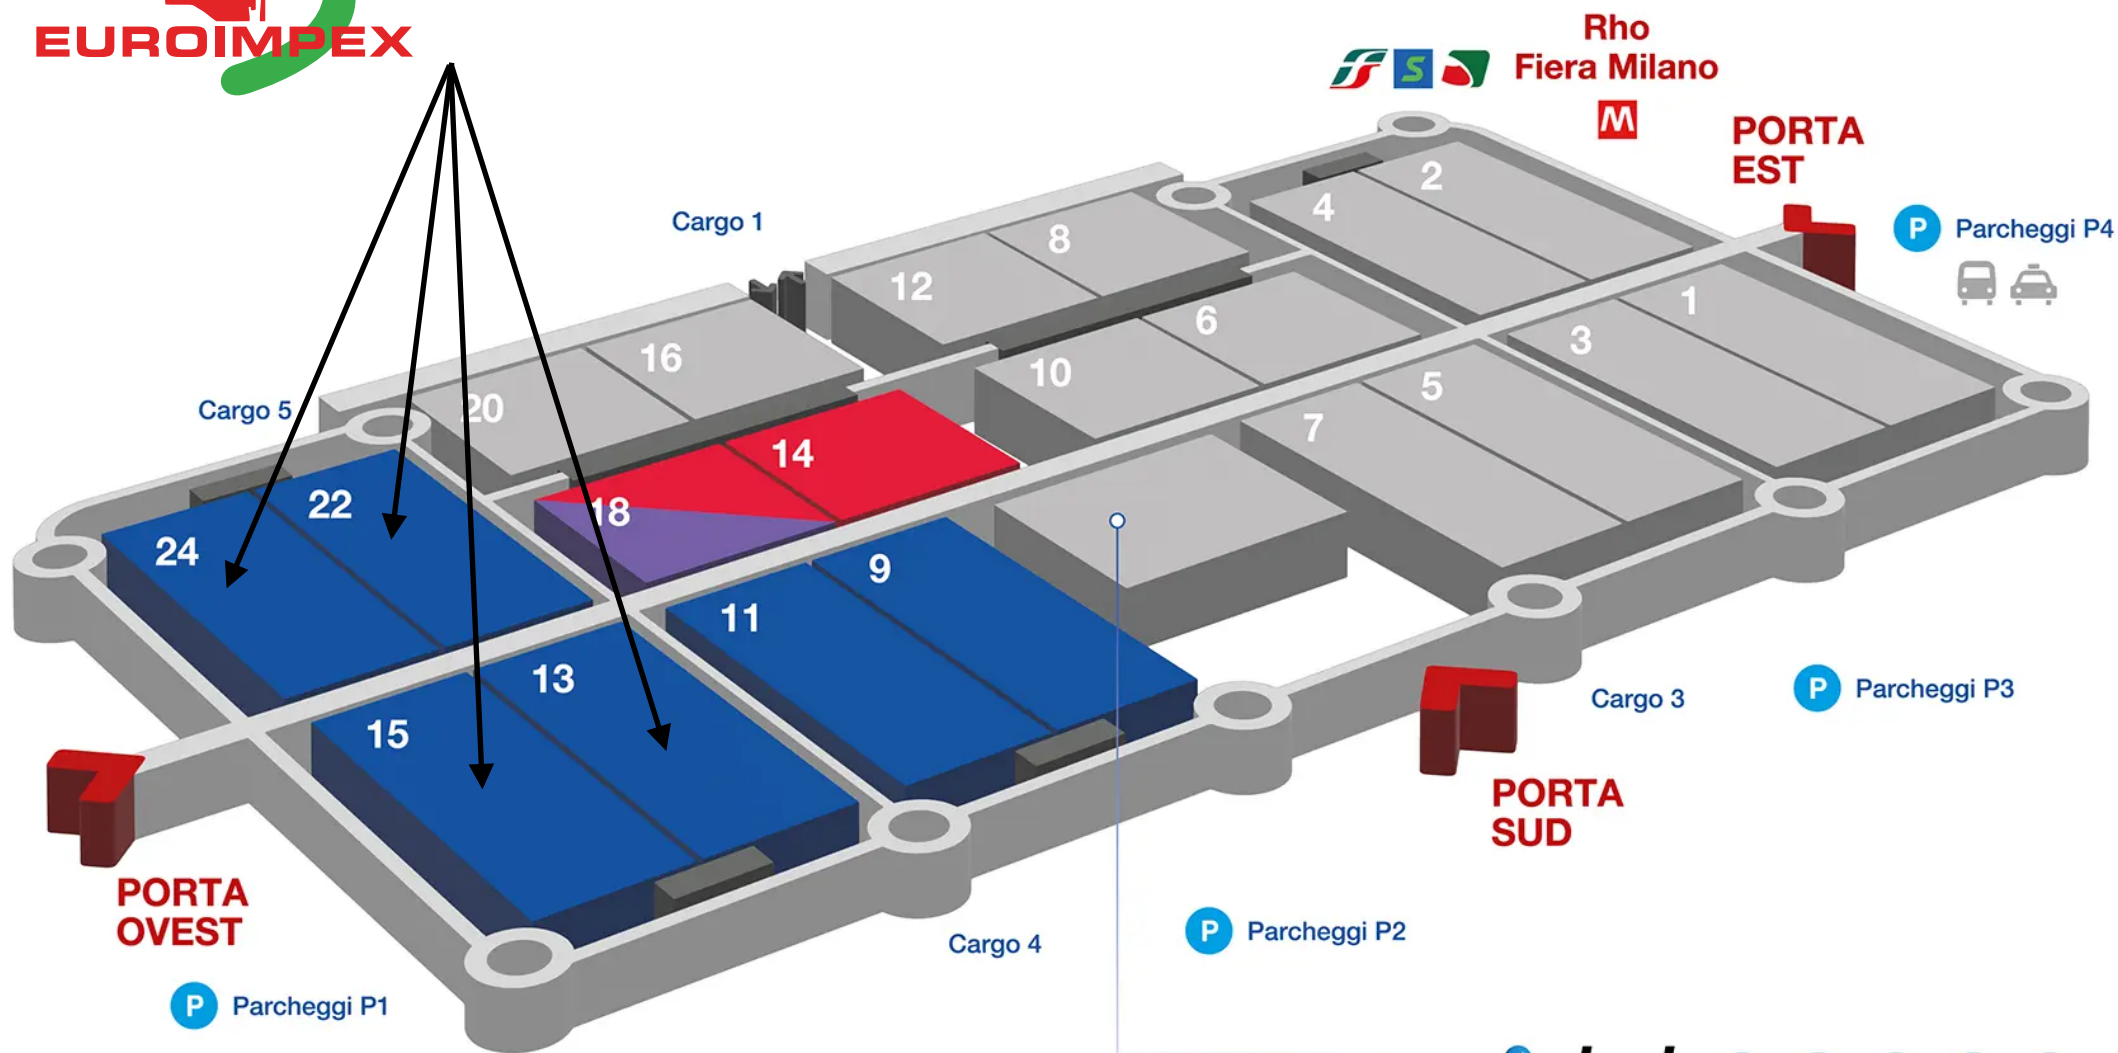 EUROIMPEX
Rho
Fiera Milano
S
M
PORTA
EST
P Parcheggi P4
Cargo 1
2
4
8
12
6
10
1
3
5
7
16
20
Cargo 5
14
18
22
24
9
11
13
15
Cargo 3
P Parcheggi P3
PORTA
SUD
PORTA
OVEST
Cargo 4
P Parcheggi P2
P Parcheggi P1